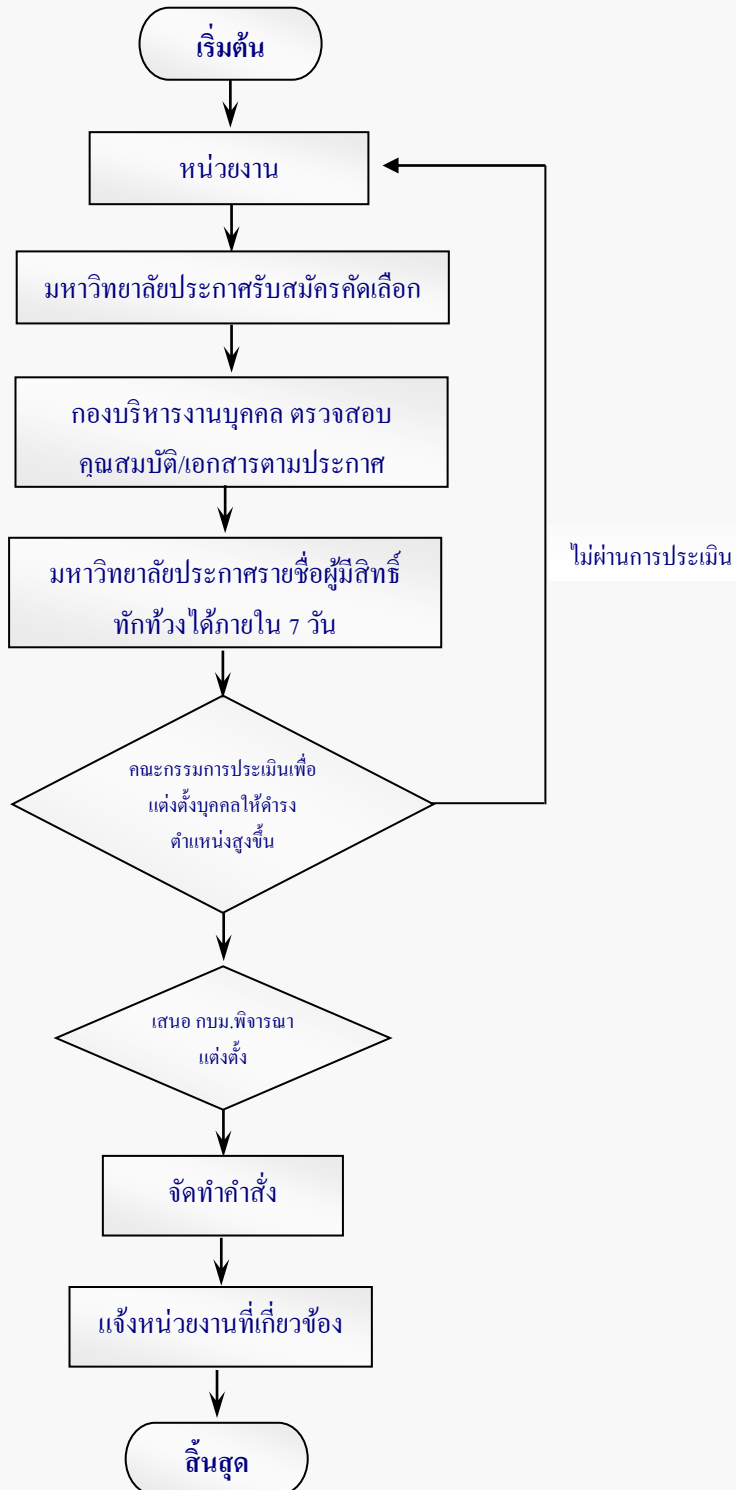 เริ่มต้น
หน่วยงาน
มหาวิทยาลัยประกาศรับสมัครคัดเลือก
กองบริหารงานบุคคล ตรวจสอบ
คุณสมบัติ/เอกสารตามประกาศ
มหาวิทยาลัยประกาศรายชื่อผู้มีสิทธิ์
ทักท้วงได้ภายใน 7 วัน
ไม่ผ่านการประเมิน
คณะกรรมการประเมินเพื่อ
แต่งตั้งบุคคลให้ดำรง
ตำแหน่งสูงขึ้น
เสนอ กบม.พิจารณา
แต่งตั้ง
จัดทำคำสั่ง
แจ้งหน่วยงานที่เกี่ยวข้อง
สิ้นสุด